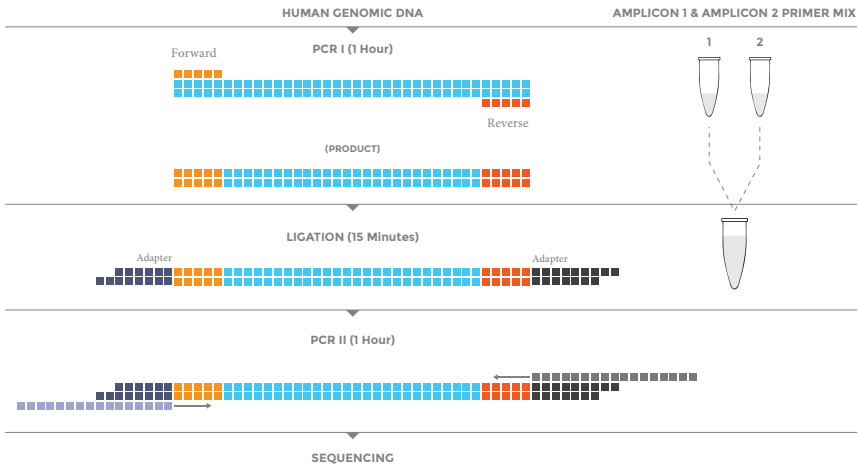 HUMAN GENOMIC DNA
AMPLICON 1 & AMPLICON 2 PRIMER MIX
PCR I (1 Hour)
1
2
Forward
Reverse
(PRODUCT)
LIGATION (15 Minutes)
Adapter
Adapter
PCR II (1 Hour)
SEQUENCING